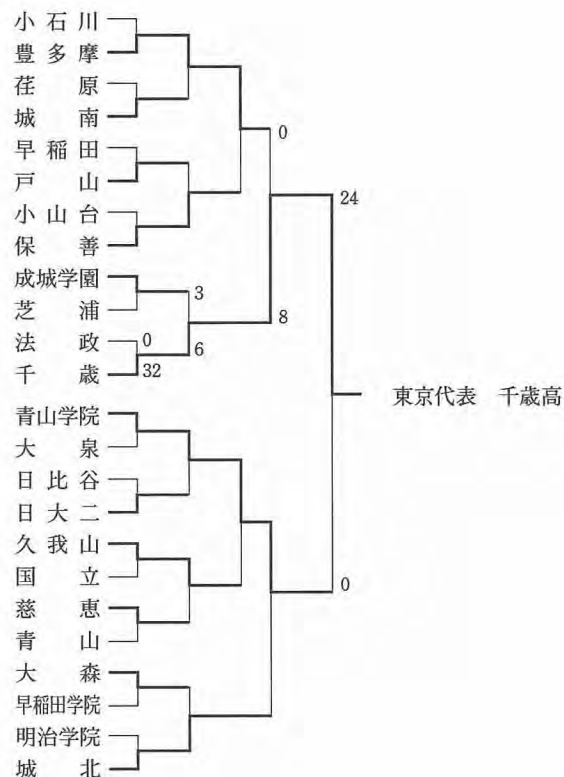 小石川
豊多摩
荏原
城南
早稲田
戸山
小山台
保善
成城学園
芝浦
法政
千歳
青山学院
大泉
日比谷
日大二
久我山
国立
慈恵
青山
大森
早稲田学院
明治学院
城北
0
32
3
6
0
8
24
0
東京代表 千歳高